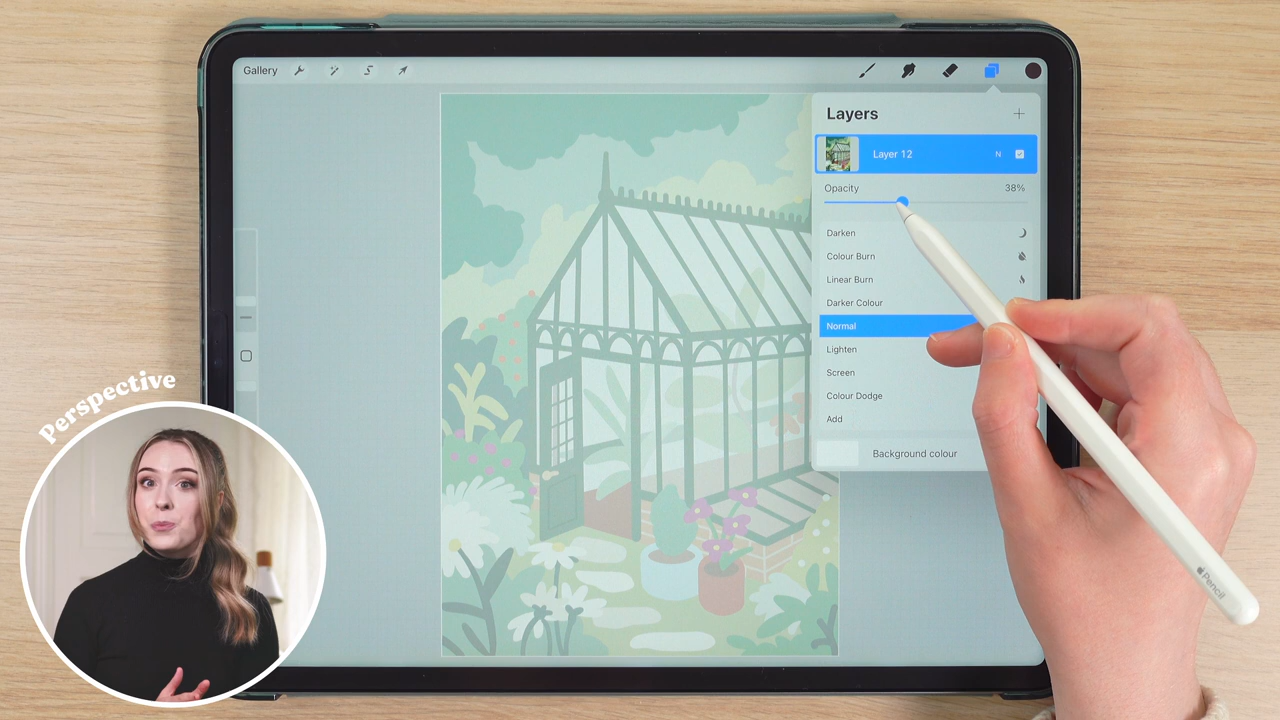 Gallery
Layers
Layer 12
N
Opacity
38%
Darken
Colour Burn
Linear Burn
Darker Colour
Normal
Lighten
Screen
Colour Dodge
Add
Background colour
Perspective
Pencil